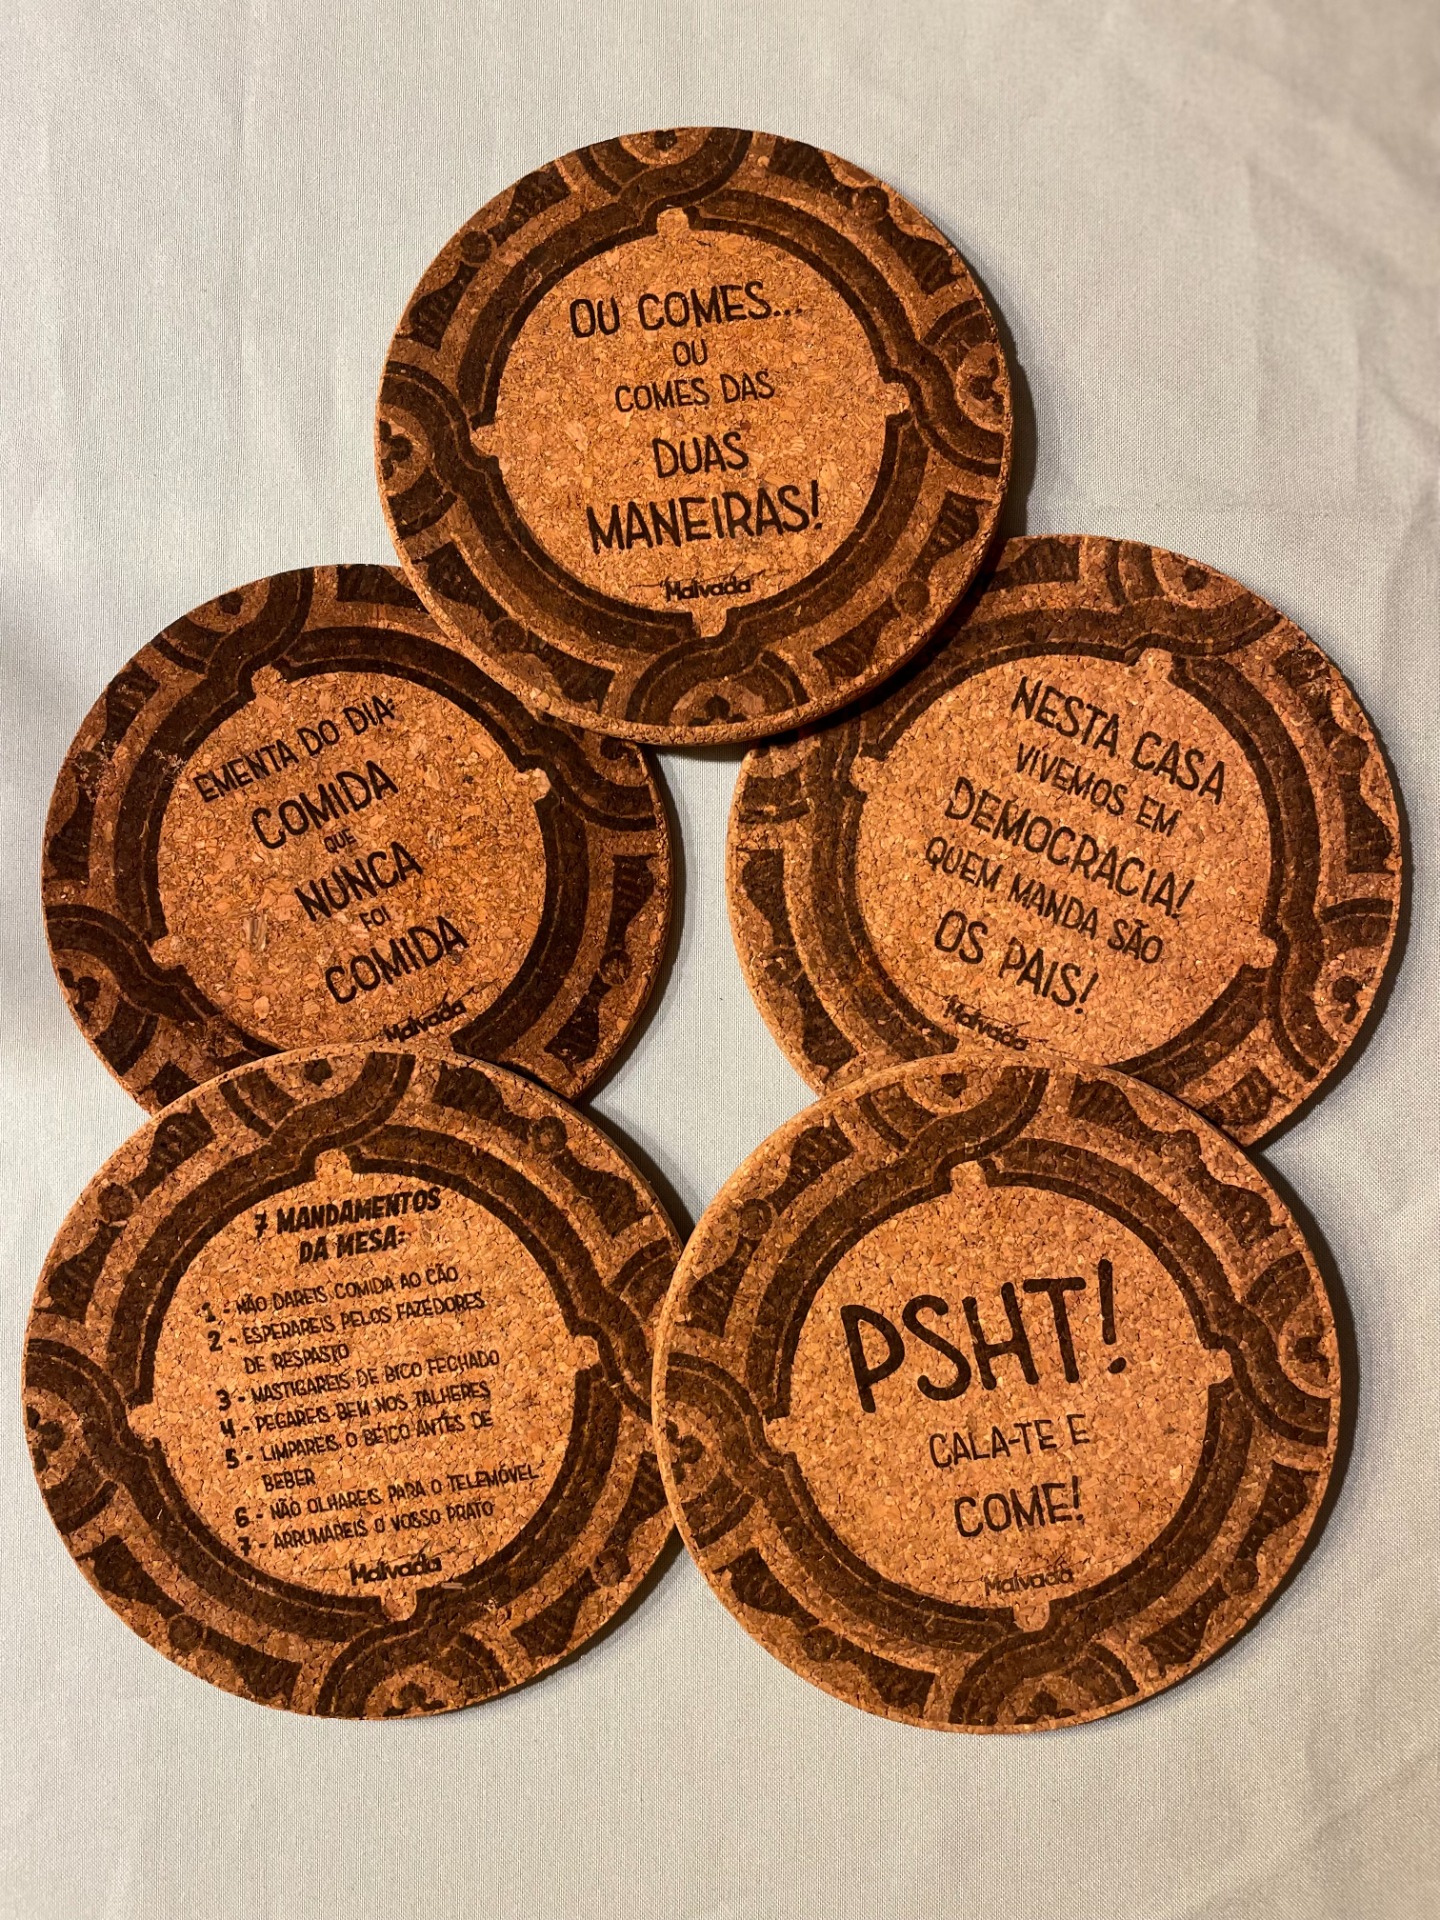 OU COMES...
OU
COMES DAS
DUAS
MANEIRAS!
Malvada
EMENTA DO DIA:
COMIDA
QUE
NUNCA
FOI
COMIDA
Malvada
NESTA CASA
VIVEMOS EM
DEMOCRACIA!
QUEM MANDA SÃO
OS PAIS!
Malvada
7 MANDAMENTOS
DA MESA:
1 - NÃO DAREIS COMIDA AO CÃO
2 - ESPERAREIS PELOS FAZEDORES
DE RESPASTO
3 - MASTIGAREIS DE BICO FECHADO
4 - PEGAREIS BEM NOS TALHERES
5 - LIMPAREIS O BEIÇO ANTES DE
BEBER
6 - NÃO OLHAREIS PARA O TELEMÓVEL
7 - ARRUMAREIS O VOSSO PRATO
Malvada
PSHT!
CALA-TE E
COME!
Malvada